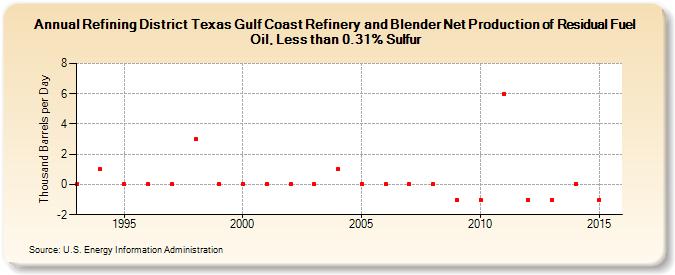 Annual Refining District Texas Gulf Coast Refinery and Blender Net Production of Residual Fuel
Oil, Less than 0.31% Sulfur
Thousand Barrels per Day
8
6
4
2
0
-2
1995
2000
2005
2010
2015
Source: U.S. Energy Information Administration